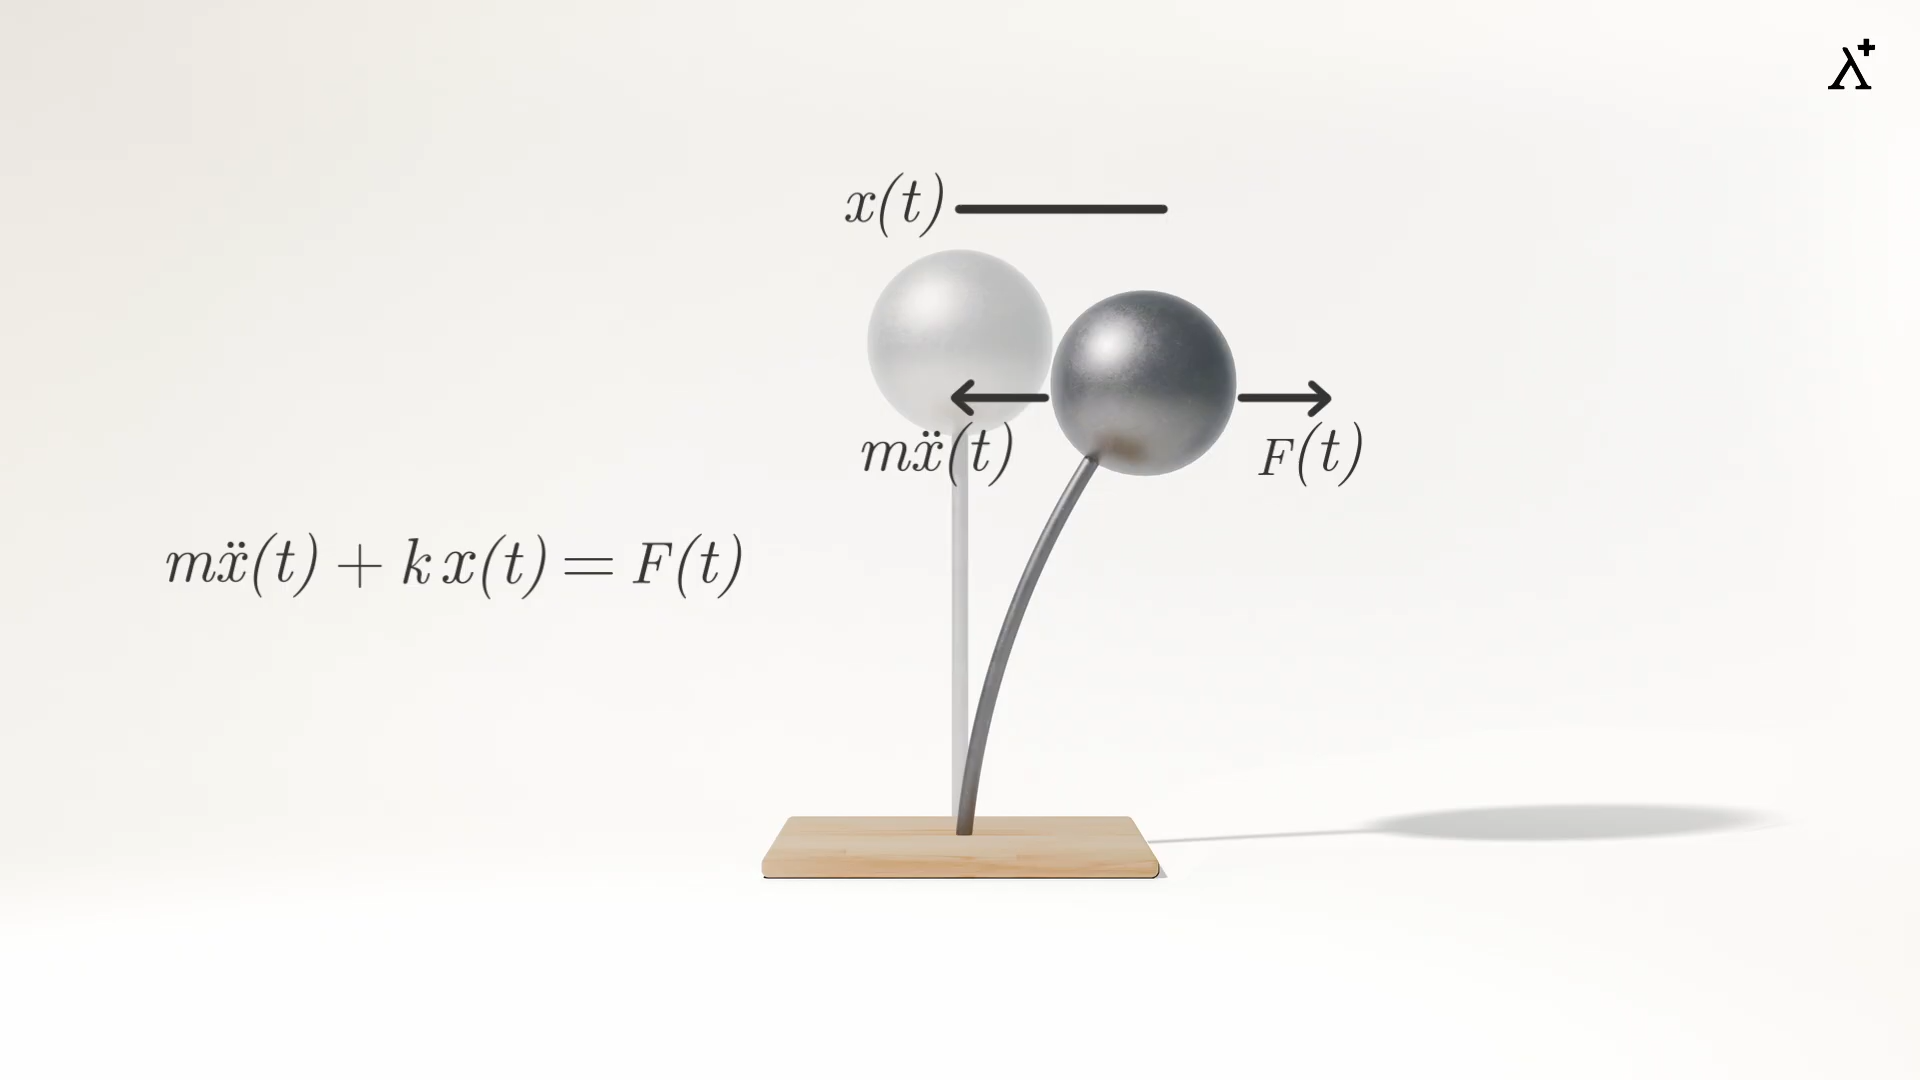 x(t)
mẍ(t)
F(t)
mẍ(t) + k x(t) = F(t)